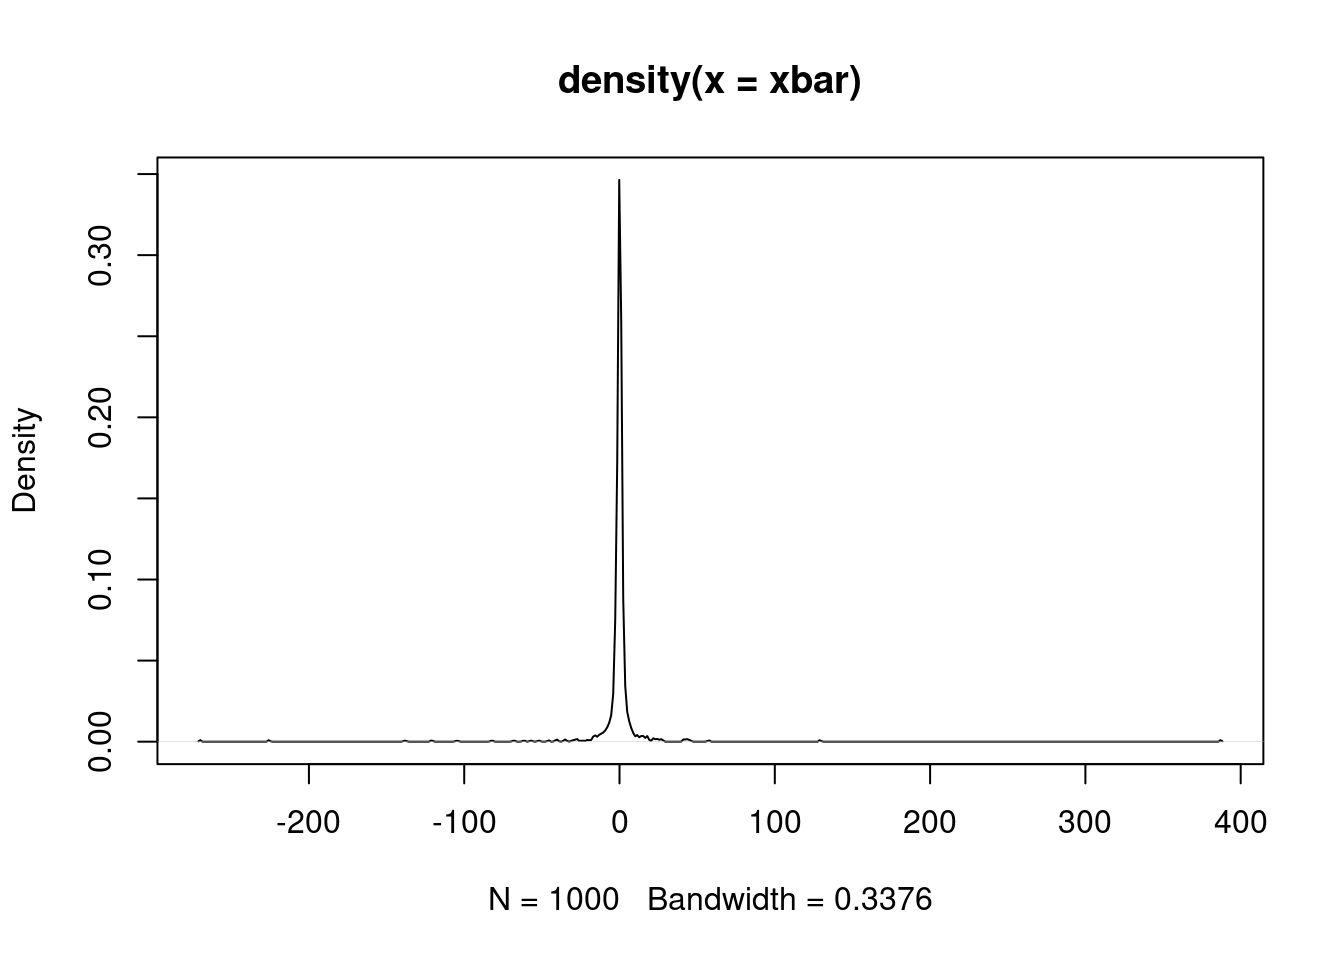 density(x = xbar)
Density
0.00 0.10 0.20 0.30
-200 -100 0 100 200 300 400
N = 1000 Bandwidth = 0.3376